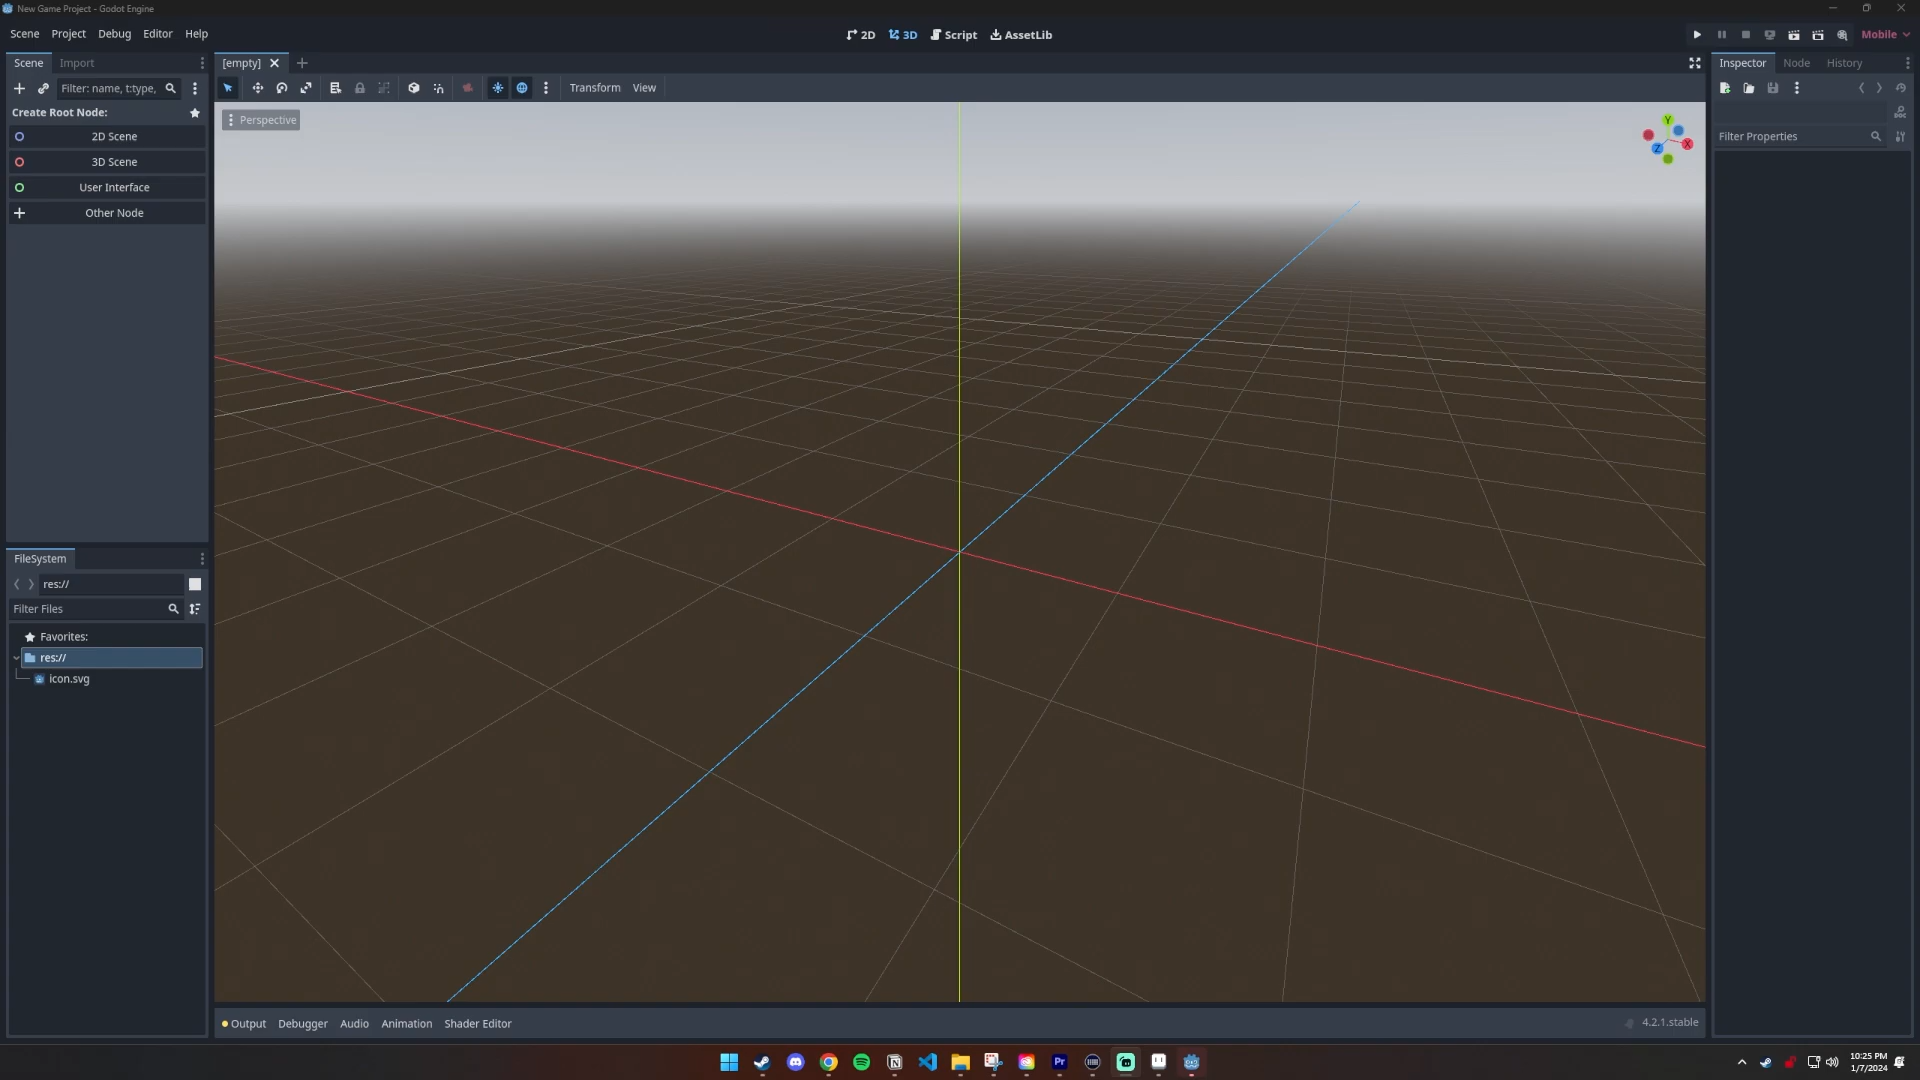 New Game Project - Godot Engine
Scene Project Debug Editor Help
2D 3D Script AssetLib
Mobile
Scene Import
[empty]
Inspector Node History
Filter: name, t:type,
Transform View
Create Root Node:
Perspective
2D Scene
3D Scene
User Interface
Other Node
Y
X
Z
Filter Properties
FileSystem
res://
Filter Files
Favorites:
res://
icon.svg
Output Debugger Audio Animation Shader Editor
4.2.1.stable
Pr
10:25 PM
1/7/2024